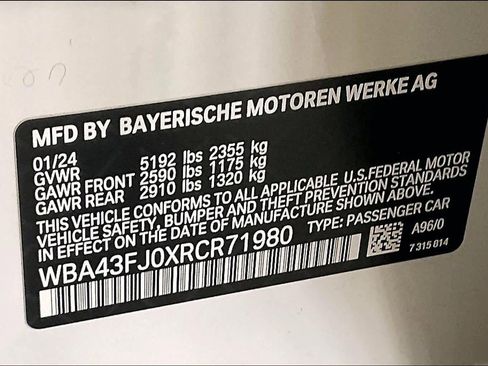 MFD BY BAYERISCHE MOTOREN WERKE AG
01/24
GVWR 5192 lbs 2355 kg
GAWR FRONT 2590 lbs 1175 kg
GAWR REAR 2910 lbs 1320 kg
THIS VEHICLE CONFORMS TO ALL APPLICABLE U.S.FEDERAL MOTOR
VEHICLE SAFETY, BUMPER AND THEFT PREVENTION STANDARDS
IN EFFECT ON THE DATE OF MANUFACTURE SHOWN ABOVE.
WBA43FJ0XRCR71980 TYPE: PASSENGER CAR
A96/0
7 315 814